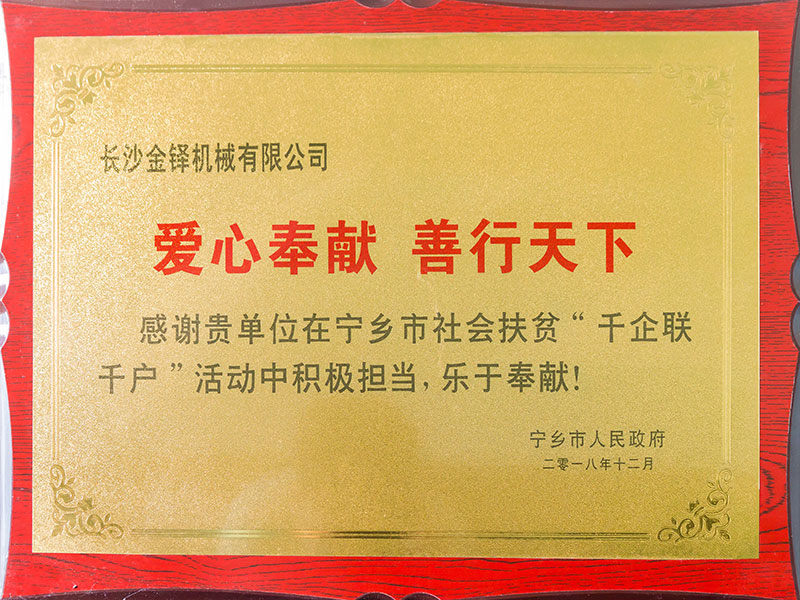 长沙金铎机械有限公司
爱心奉献 善行天下
感谢贵单位在宁乡市社会扶贫“千企联
千户”活动中积极担当,乐于奉献!
宁乡市人民政府
二零一八年十二月